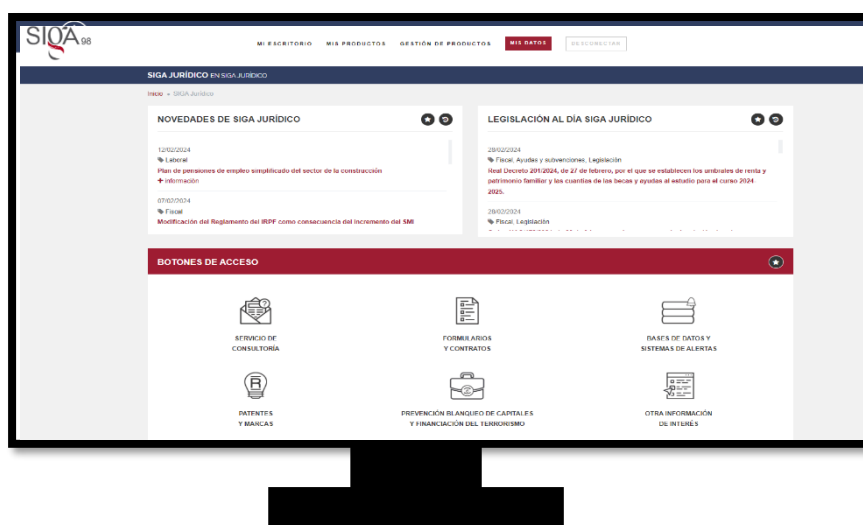 SIGA 98
MI ESCRITORIO MIS PRODUCTOS GESTIÓN DE PRODUCTOS MIS DATOS DESCONECTAR
SIGA JURÍDICO EN SIGA JURÍDICO
Inicio SIGA Jurídico
NOVEDADES DE SIGA JURÍDICO
12/02/2024
Laboral
Plan de pensiones de empleo simplificado del sector de la construcción
+ información
07/02/2024
Fiscal
Modificación del Reglamento del IRPF como consecuencia del incremento del SMI
LEGISLACIÓN AL DÍA SIGA JURÍDICO
28/02/2024
Fiscal, Ayudas y subvenciones, Legislación
Real Decreto 201/2024, de 27 de febrero, por el que se establecen los umbrales de renta y
patrimonio familiar y las cuantías de las becas y ayudas al estudio para el curso 2024-
2025.
28/02/2024
Fiscal, Legislación
BOTONES DE ACCESO
SERVICIO DE
CONSULTORÍA
FORMULARIOS
Y CONTRATOS
BASES DE DATOS Y
SISTEMAS DE ALERTAS
R
PATENTES
Y MARCAS
PREVENCIÓN BLANQUEO DE CAPITALES
Y FINANCIACIÓN DEL TERRORISMO
OTRA INFORMACIÓN
DE INTERÉS